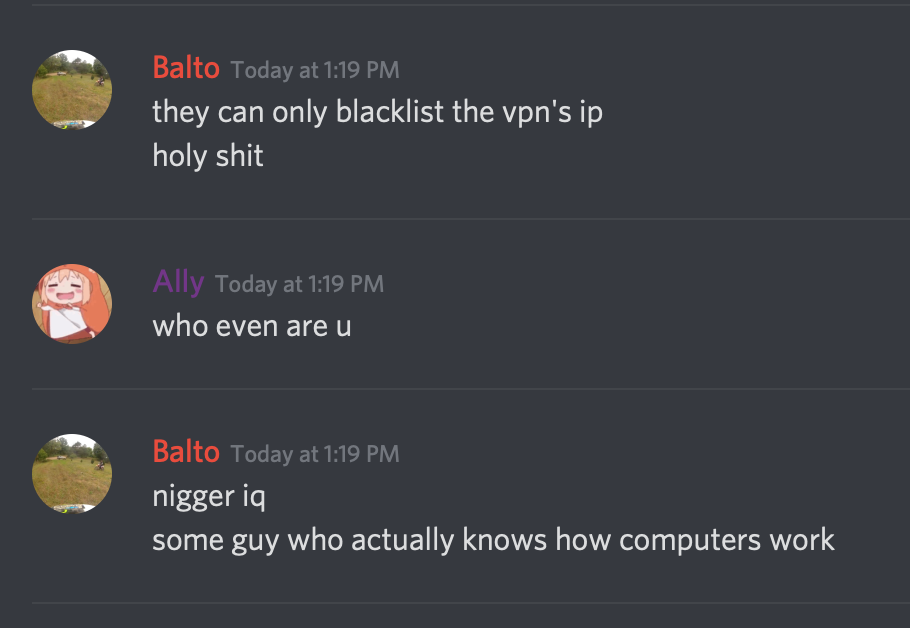 Balto Today at 1:19 PM
they can only blacklist the vpn's ip
holy shit
Ally Today at 1:19 PM
who even are u
Balto Today at 1:19 PM
nigger iq
some guy who actually knows how computers work